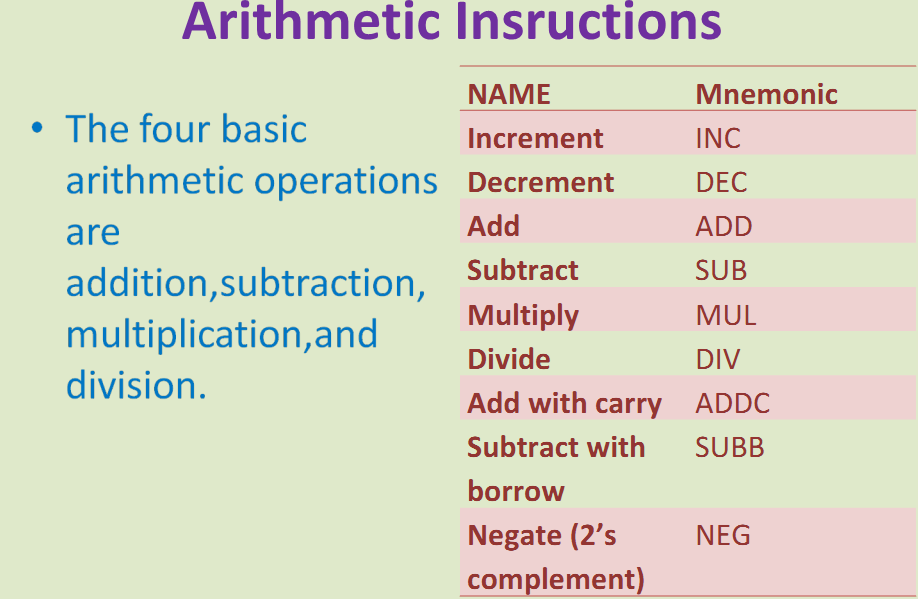 Arithmetic Insructions
• The four basic
arithmetic operations
are
addition,subtraction,
multiplication,and
division.
NAME Mnemonic
Increment INC
Decrement DEC
Add ADD
Subtract SUB
Multiply MUL
Divide DIV
Add with carry ADDC
Subtract with SUBB
borrow
Negate (2’s NEG
complement)